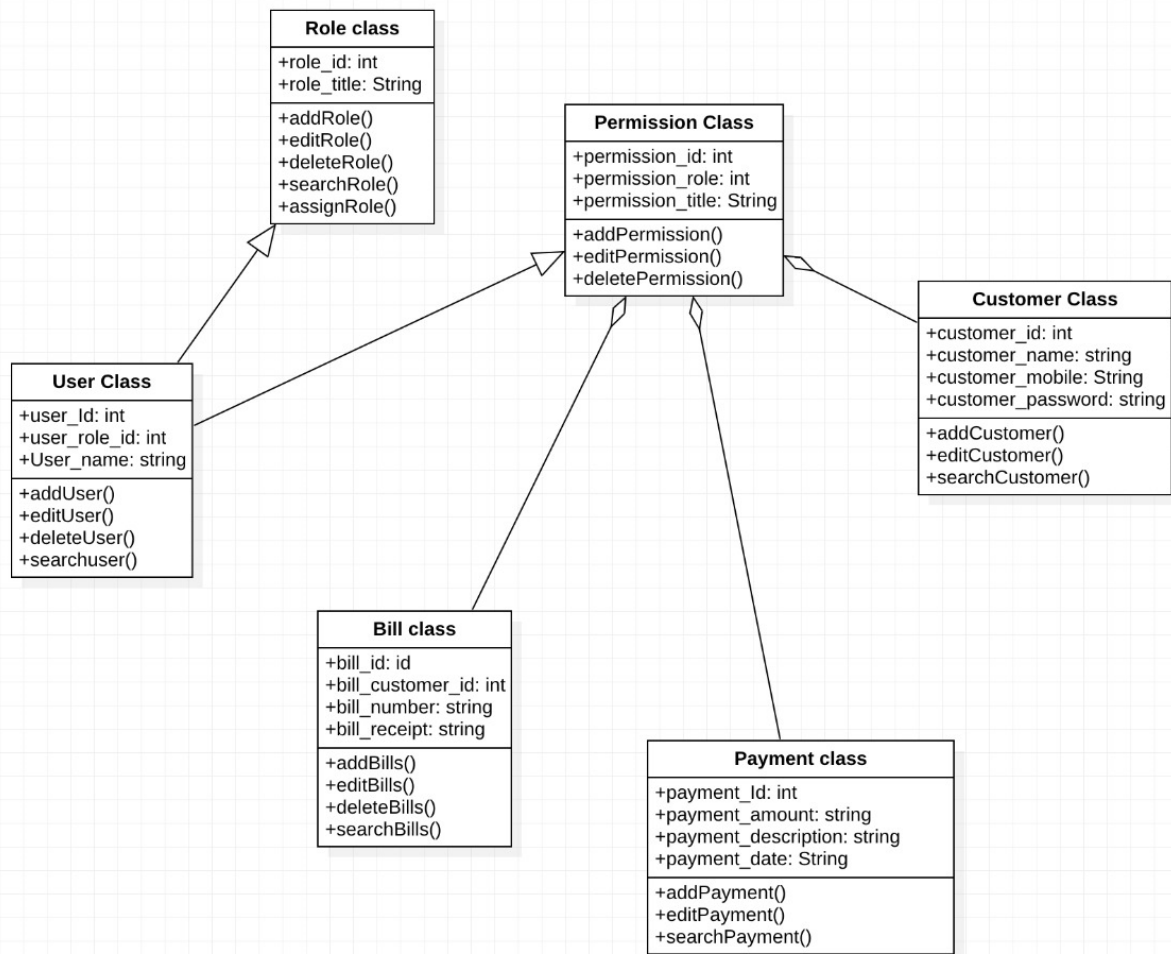 Role class
+role_id: int
+role_title: String
+addRole()
+editRole()
+deleteRole()
+searchRole()
+assignRole()
Permission Class
+permission_id: int
+permission_role: int
+permission_title: String
+addPermission()
+editPermission()
+deletePermission()
Customer Class
+customer_id: int
+customer_name: string
+customer_mobile: String
+customer_password: string
+addCustomer()
+editCustomer()
+searchCustomer()
User Class
+user_Id: int
+user_role_id: int
+User_name: string
+addUser()
+editUser()
+deleteUser()
+searchuser()
Bill class
+bill_id: id
+bill_customer_id: int
+bill_number: string
+bill_receipt: string
+addBills()
+editBills()
+deleteBills()
+searchBills()
Payment class
+payment_Id: int
+payment_amount: string
+payment_description: string
+payment_date: String
+addPayment()
+editPayment()
+searchPayment()